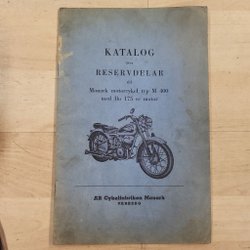 KATALOG
över
RESERVDELAR
till
Monark motorcykel typ M 400
med Ilo 175 cc motor
AB Cykelfabriken Monark
VARBERG